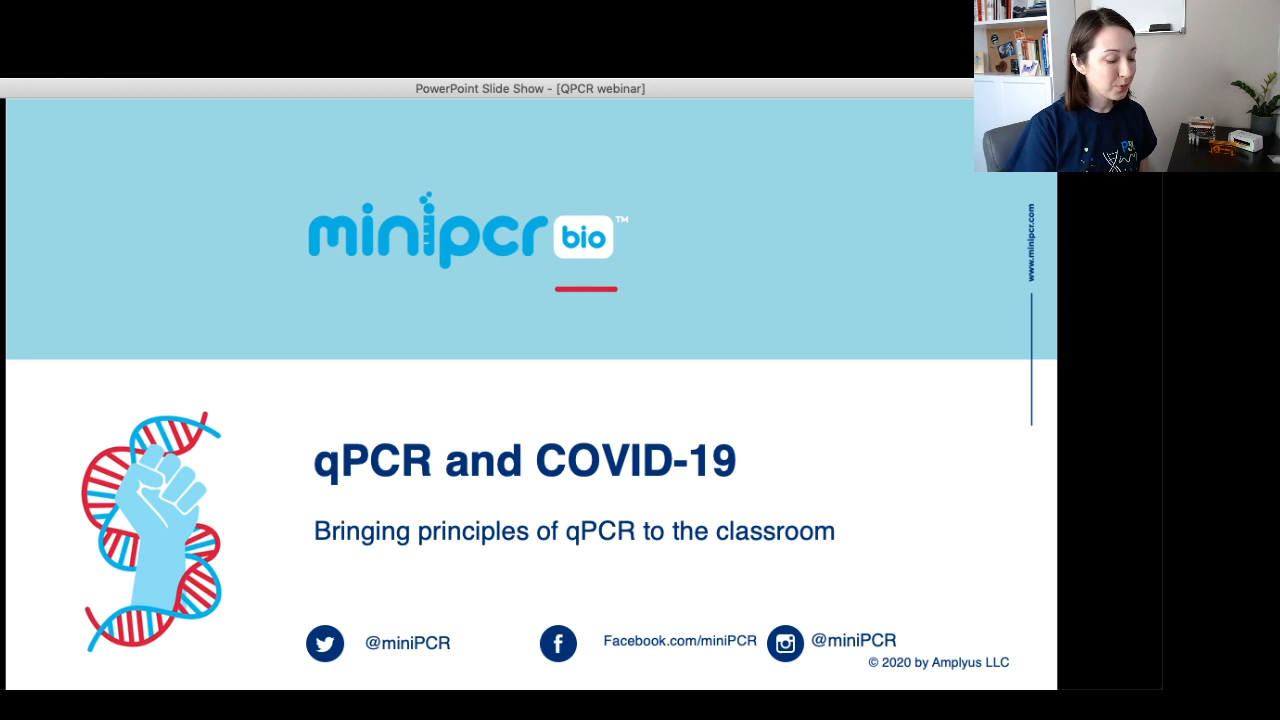 PowerPoint Slide Show - [QPCR webinar]
minipcr bio™
www.minipcr.com
qPCR and COVID-19
Bringing principles of qPCR to the classroom
@miniPCR
Facebook.com/miniPCR
@miniPCR
© 2020 by Amplyus LLC